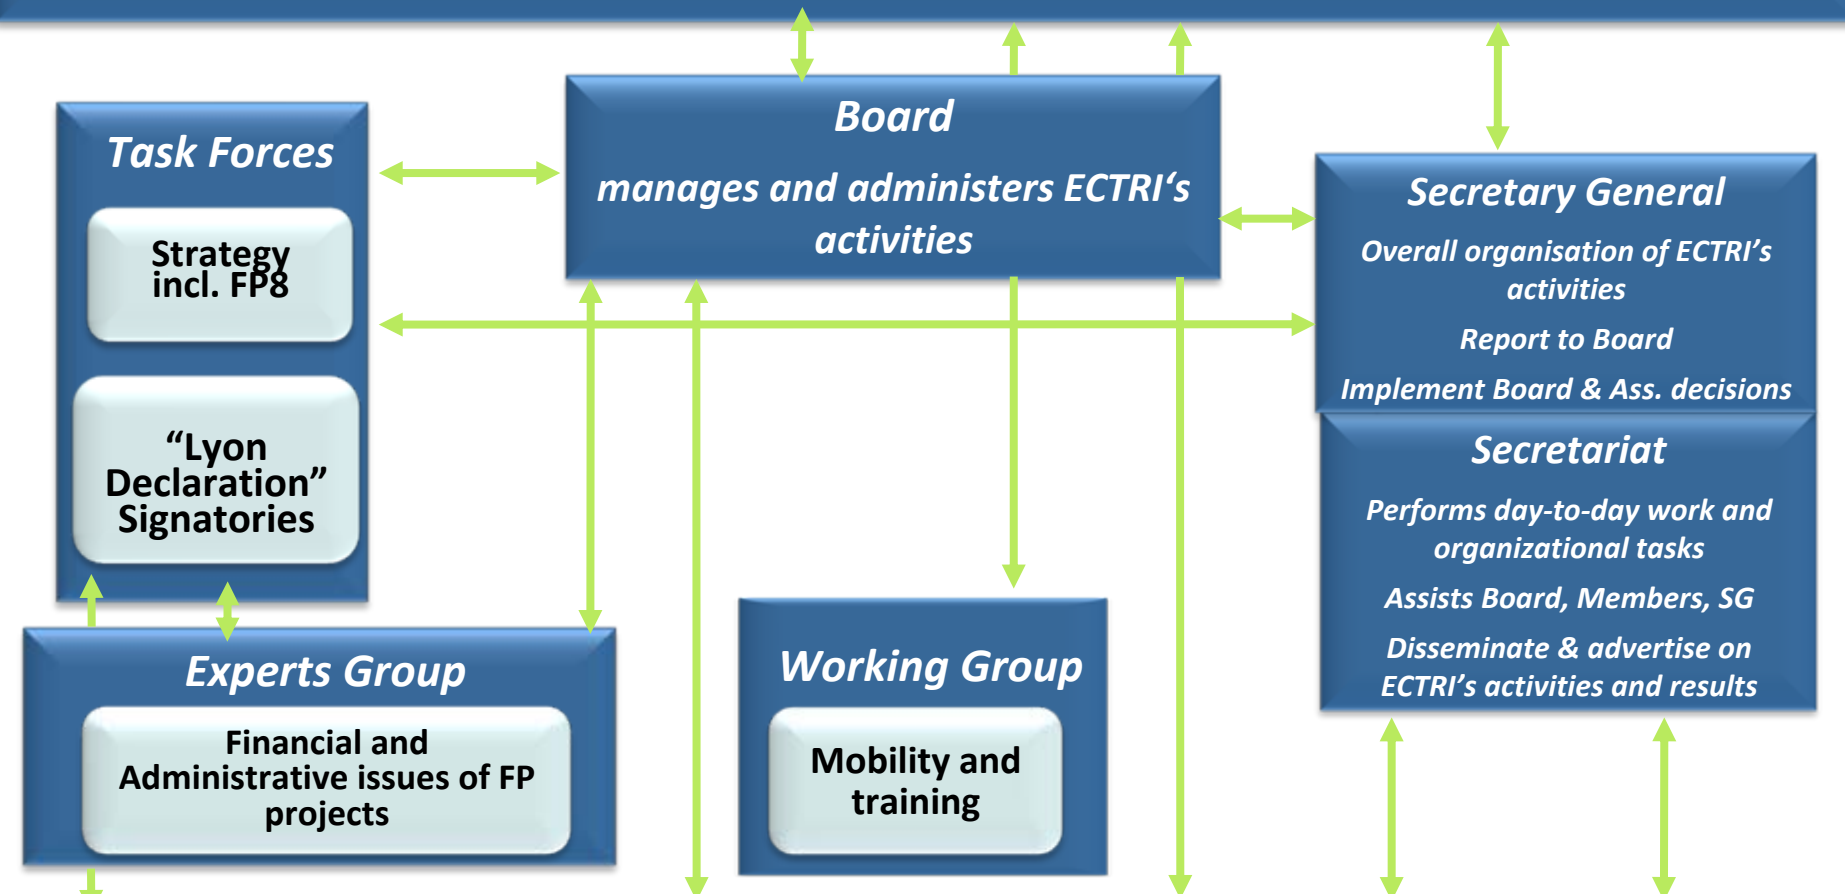 Board
manages and administers ECTRI‘s
activities
Task Forces
Strategy
incl. FP8
“Lyon
Declaration”
Signatories
Secretary General
Overall organisation of ECTRI’s
activities
Report to Board
Implement Board & Ass. decisions
Secretariat
Performs day-to-day work and
organizational tasks
Assists Board, Members, SG
Disseminate & advertise on
ECTRI’s activities and results
Experts Group
Financial and
Administrative issues of FP
projects
Working Group
Mobility and
training